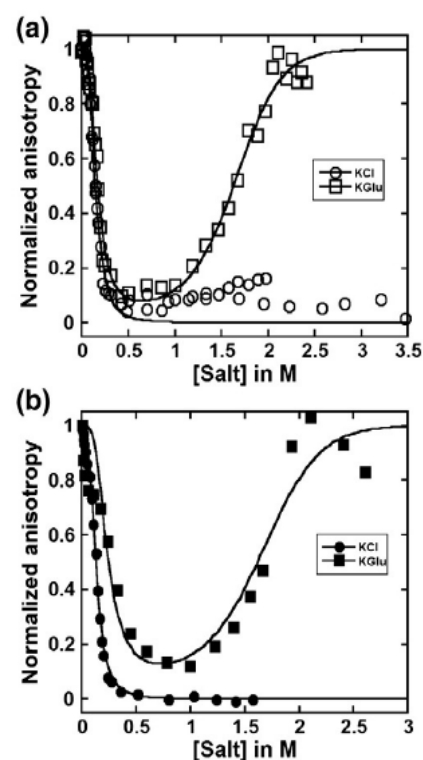 (a)
Normalized anisotropy
1
0.8
0.6
0.4
0.2
0
KCl
KGlu
0 0.5 1 1.5 2 2.5 3 3.5
[Salt] in M
(b)
Normalized anisotropy
1
0.8
0.6
0.4
0.2
0
KCl
KGlu
0 0.5 1 1.5 2 2.5 3
[Salt] in M